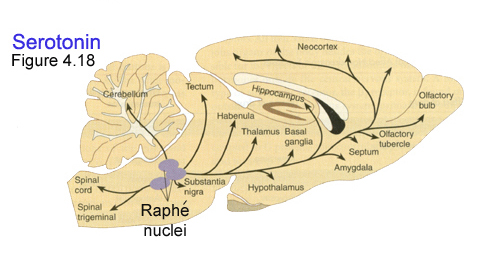 Serotonin
Figure 4.18
Neocortex
Cerebellum
Tectum
Hippocampus
Olfactory
bulb
Habenula
Thalamus
Basal
ganglia
Olfactory
tubercle
Septum
Amygdala
Spinal
cord
Substantia
nigra
Hypothalamus
Spinal
trigeminal
Raphé
nuclei